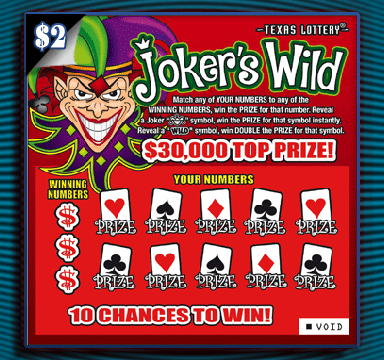 $2
TEXAS LOTTERY®
JOKER'S WILD
Match any of YOUR NUMBERS to any of the
WINNING NUMBERS, win the PRIZE for that number. Reveal
a Joker " " symbol, win the PRIZE for that symbol instantly.
Reveal a "WILD" symbol, win DOUBLE the PRIZE for that symbol.
$30,000 TOP PRIZE!
WINNING
NUMBERS
YOUR NUMBERS
$
PRIZE PRIZE PRIZE PRIZE PRIZE
$
$
PRIZE PRIZE PRIZE PRIZE PRIZE
10 CHANCES TO WIN!
VOID